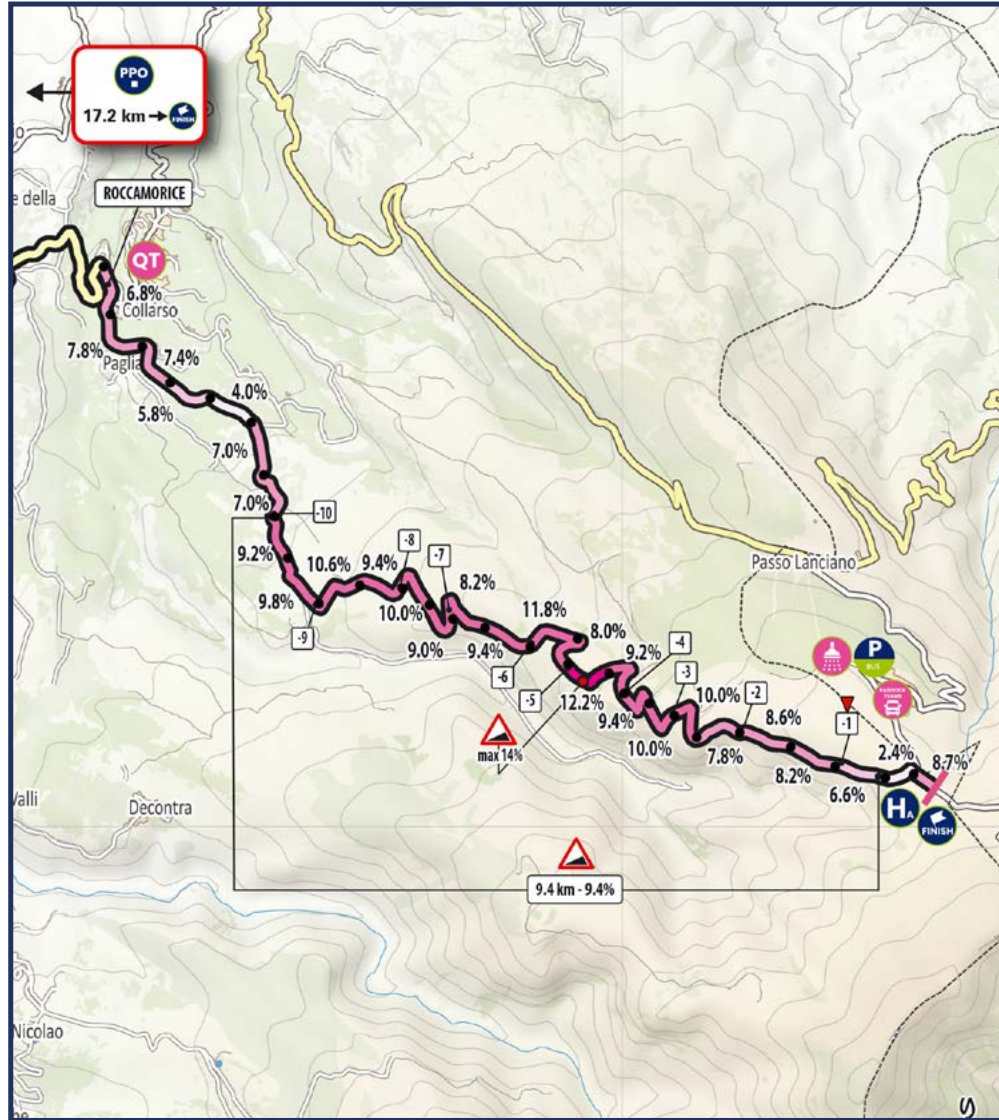 PPO
17.2 km
FINISH
ROCCAMORICE
e della
QT
6.8%
Collarso
7.8%
7.4%
Paglia
5.8%
4.0%
7.0%
7.0%
-10
9.2%
10.6%
9.4%
-8
-7
8.2%
9.8%
-9
10.0%
9.0%
9.4%
11.8%
8.0%
-6
-5
12.2%
9.2%
-4
-3
9.4%
10.0%
10.0%
-2
7.8%
8.6%
8.2%
Passo Lanciano
P
BUS
-1
6.6%
2.4%
8.7%
HA
FINISH
max 14%
Valli
Decontra
9.4 km - 9.4%
Nicolao
S